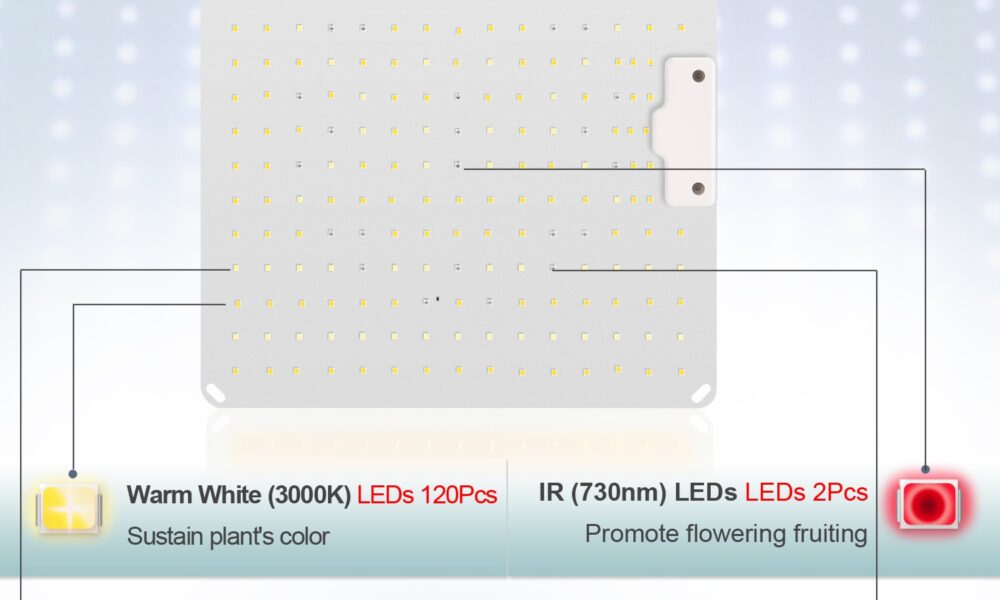 Warm White (3000K) LEDs 120Pcs
Sustain plant's color
IR (730nm) LEDs LEDs 2Pcs
Promote flowering fruiting